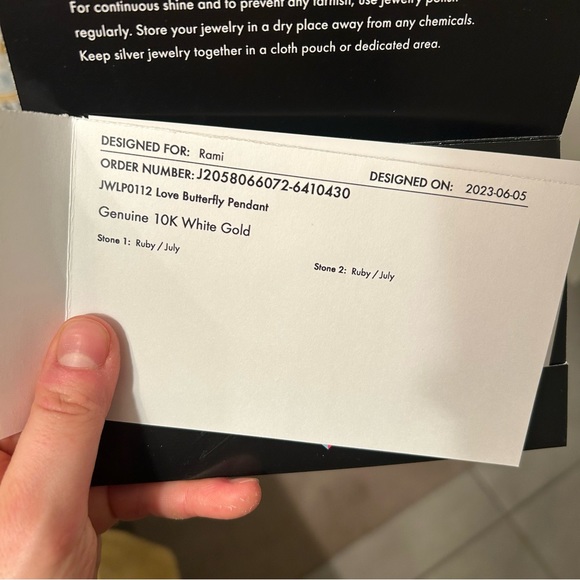 For continuous shine and to prevent any tarnish, use jewelry polish
regularly. Store your jewelry in a dry place away from any chemicals.
Keep silver jewelry together in a cloth pouch or dedicated area.
DESIGNED FOR: Rami
DESIGNED ON: 2023-06-05
ORDER NUMBER: J2058066072-6410430
JWLP0112 Love Butterfly Pendant
Genuine 10K White Gold
Stone 1: Ruby / July
Stone 2: Ruby / July